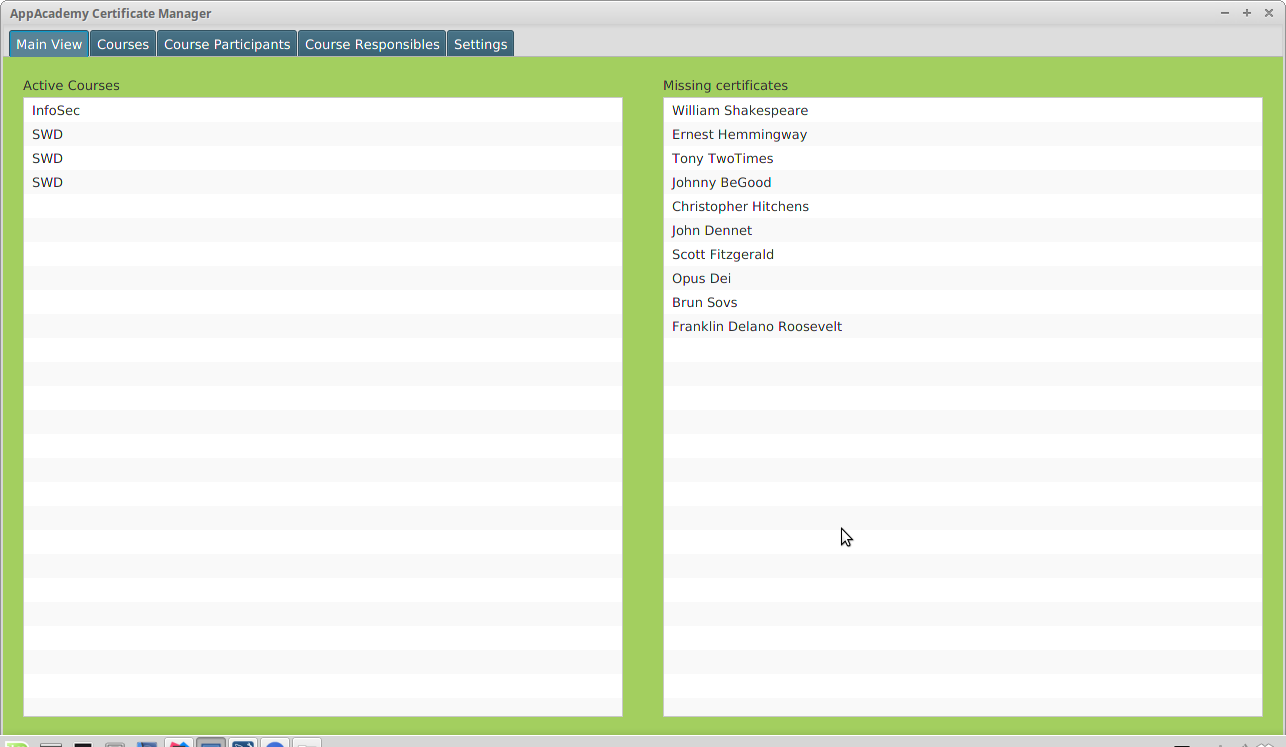 AppAcademy Certificate Manager
Main View Courses Course Participants Course Responsibles Settings
Active Courses
InfoSec
SWD
SWD
SWD
Missing certificates
William Shakespeare
Ernest Hemmingway
Tony TwoTimes
Johnny BeGood
Christopher Hitchens
John Dennet
Scott Fitzgerald
Opus Dei
Brun Sovs
Franklin Delano Roosevelt